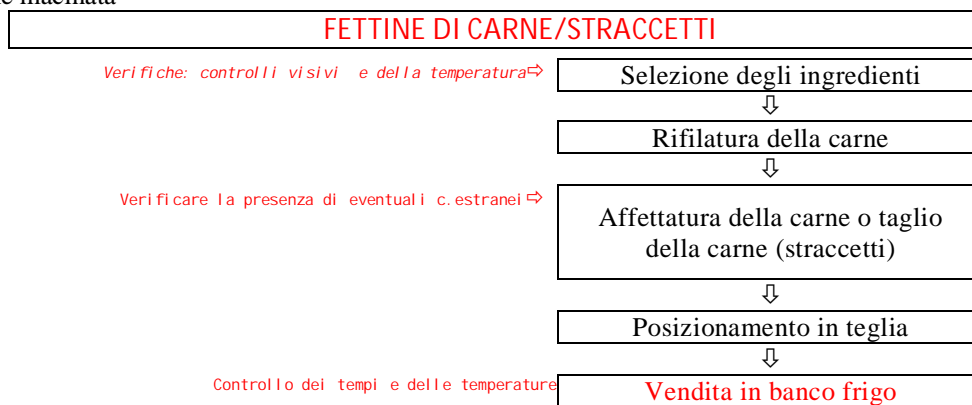 FETTINE DI CARNE/STRACCETTI
Verifiche: controlli visivi e della temperatura⇨
Selezione degli ingredienti
⇩
Rifilatura della carne
⇩
Verificare la presenza di eventuali c.estranei⇨
Affettatura della carne o taglio
della carne (straccetti)
⇩
Posizionamento in teglia
⇩
Controllo dei tempi e delle temperature
Vendita in banco frigo